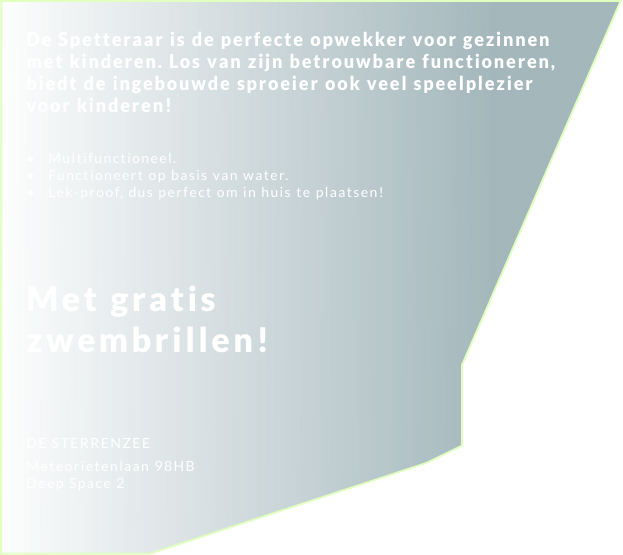 De Spetteraar is de perfecte opwekker voor gezinnen
met kinderen. Los van zijn betrouwbare functioneren,
biedt de ingebouwde sproeier ook veel speelplezier
voor kinderen!
• Multifunctioneel.
• Functioneert op basis van water.
• Lek-proof, dus perfect om in huis te plaatsen!
Met gratis
zwembrillen!
DE STERRENZEE
Meteorietenlaan 98HB
Deep Space 2